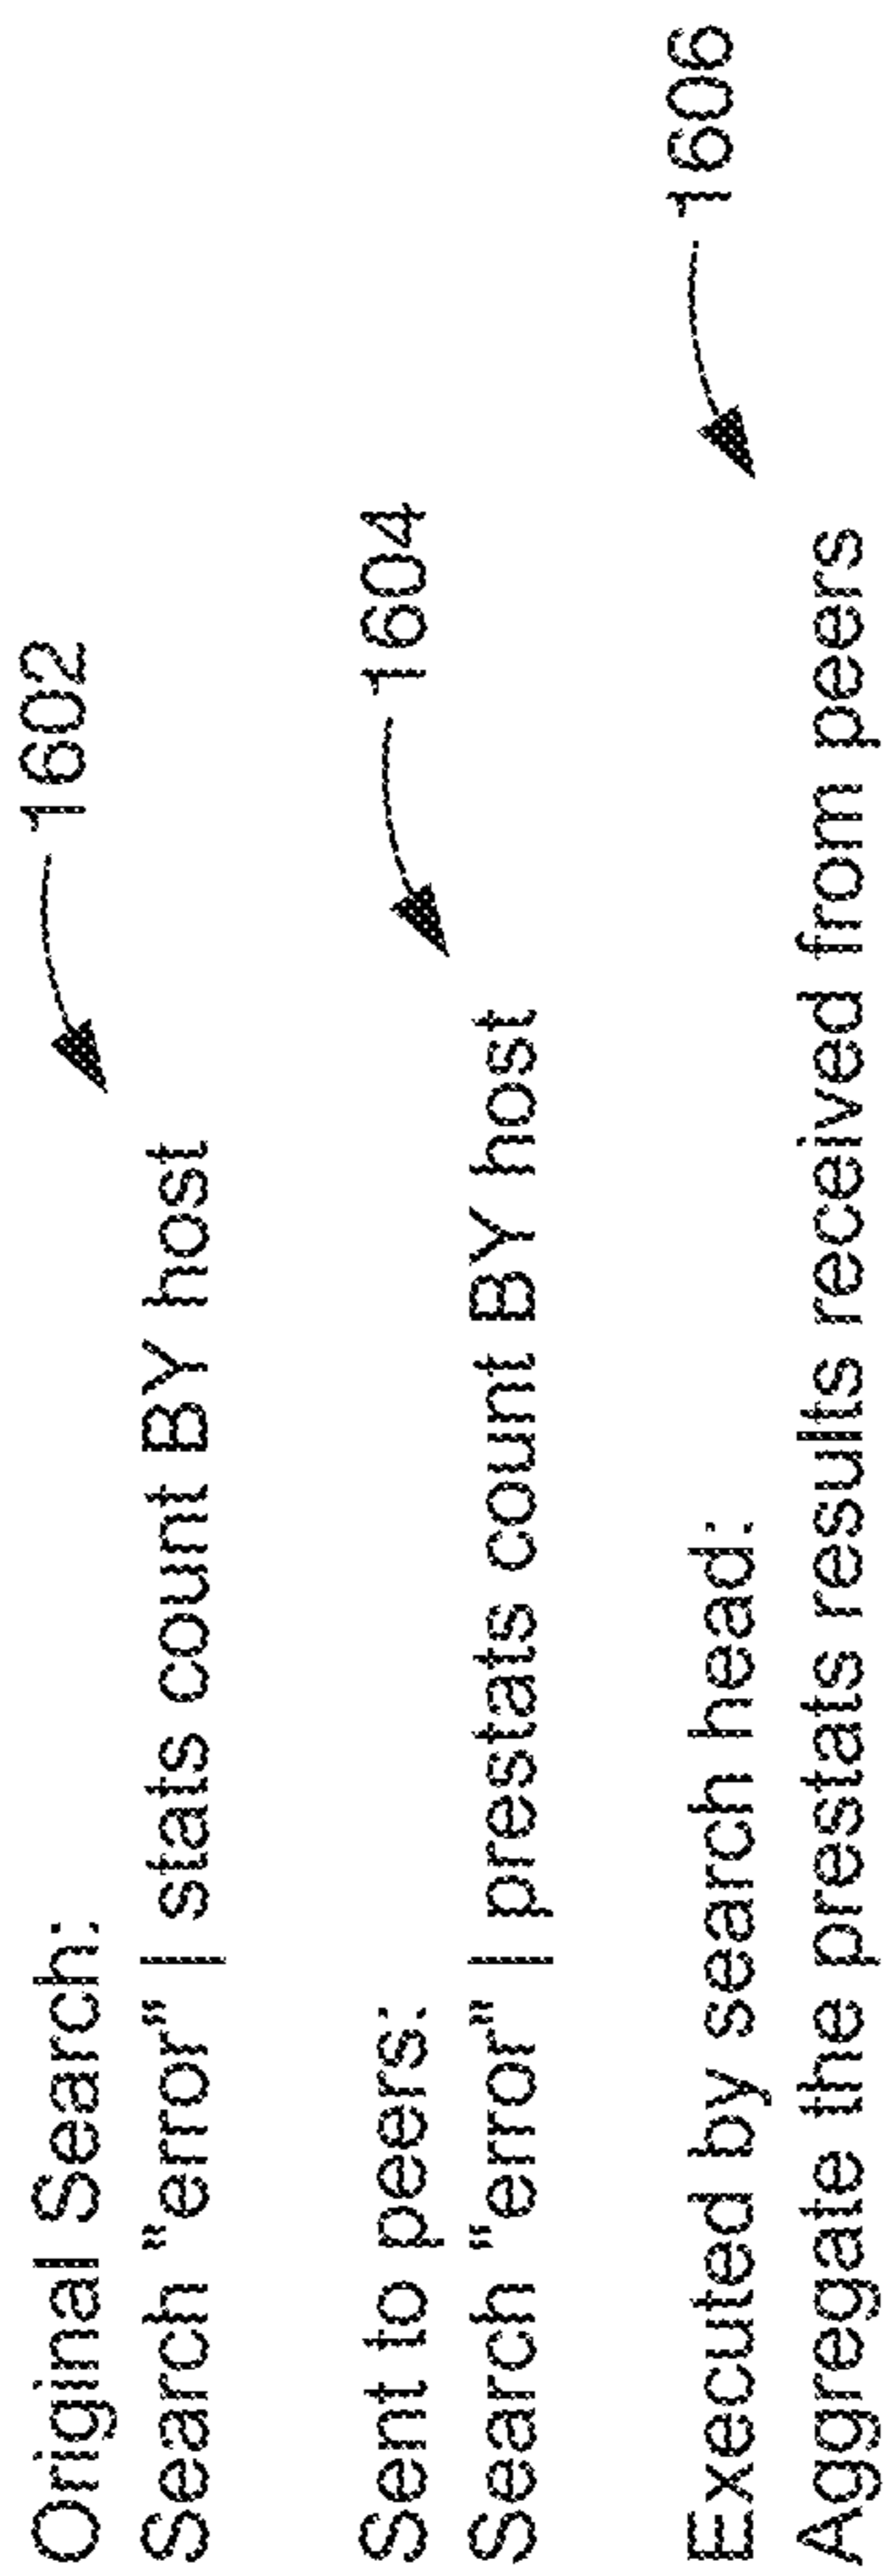 Original Search: 1602
Search "error" | stats count BY host
Sent to peers: 1604
Search "error" | prestats count BY host
Executed by search head: 1606
Aggregate the prestats results received from peers